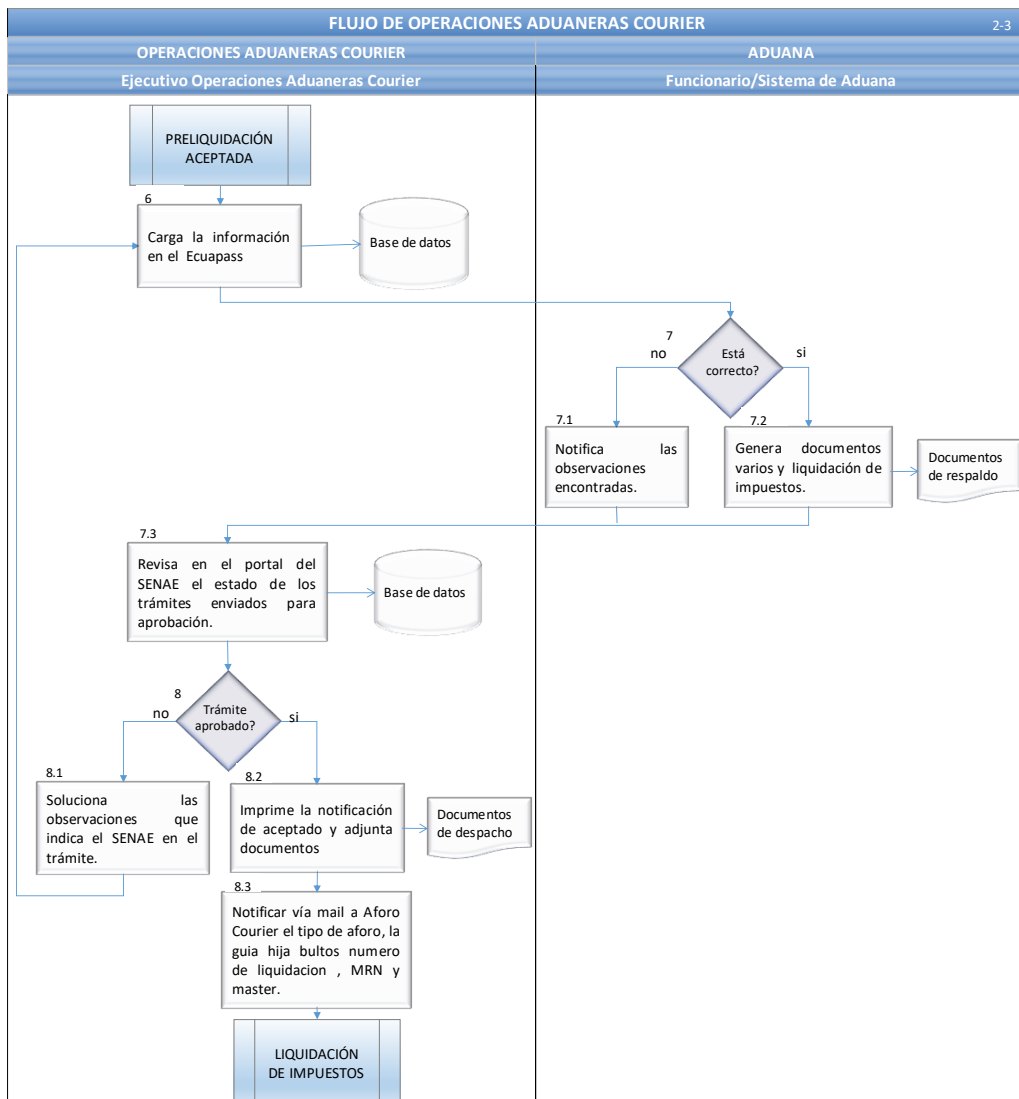 FLUJO DE OPERACIONES ADUANERAS COURIER
2-3
OPERACIONES ADUANERAS COURIER
ADUANA
Ejecutivo Operaciones Aduaneras Courier
Funcionario/Sistema de Aduana
PRELIQUIDACIÓN
ACEPTADA
6
Carga la información
en el Ecuapass
Base de datos
7
no
Está
correcto?
si
7.1
Notifica las
observaciones
encontradas.
7.2
Genera documentos
varios y liquidación de
impuestos.
Documentos
de respaldo
7.3
Revisa en el portal del
SENAE el estado de los
trámites enviados para
aprobación.
Base de datos
8
no
Trámite
aprobado?
si
8.1
Soluciona las
observaciones que
indica el SENAE en el
trámite.
8.2
Imprime la notificación
de aceptado y adjunta
documentos
Documentos
de despacho
8.3
Notificar vía mail a Aforo
Courier el tipo de aforo, la
guia hija bultos numero
de liquidacion , MRN y
master.
LIQUIDACIÓN
DE IMPUESTOS